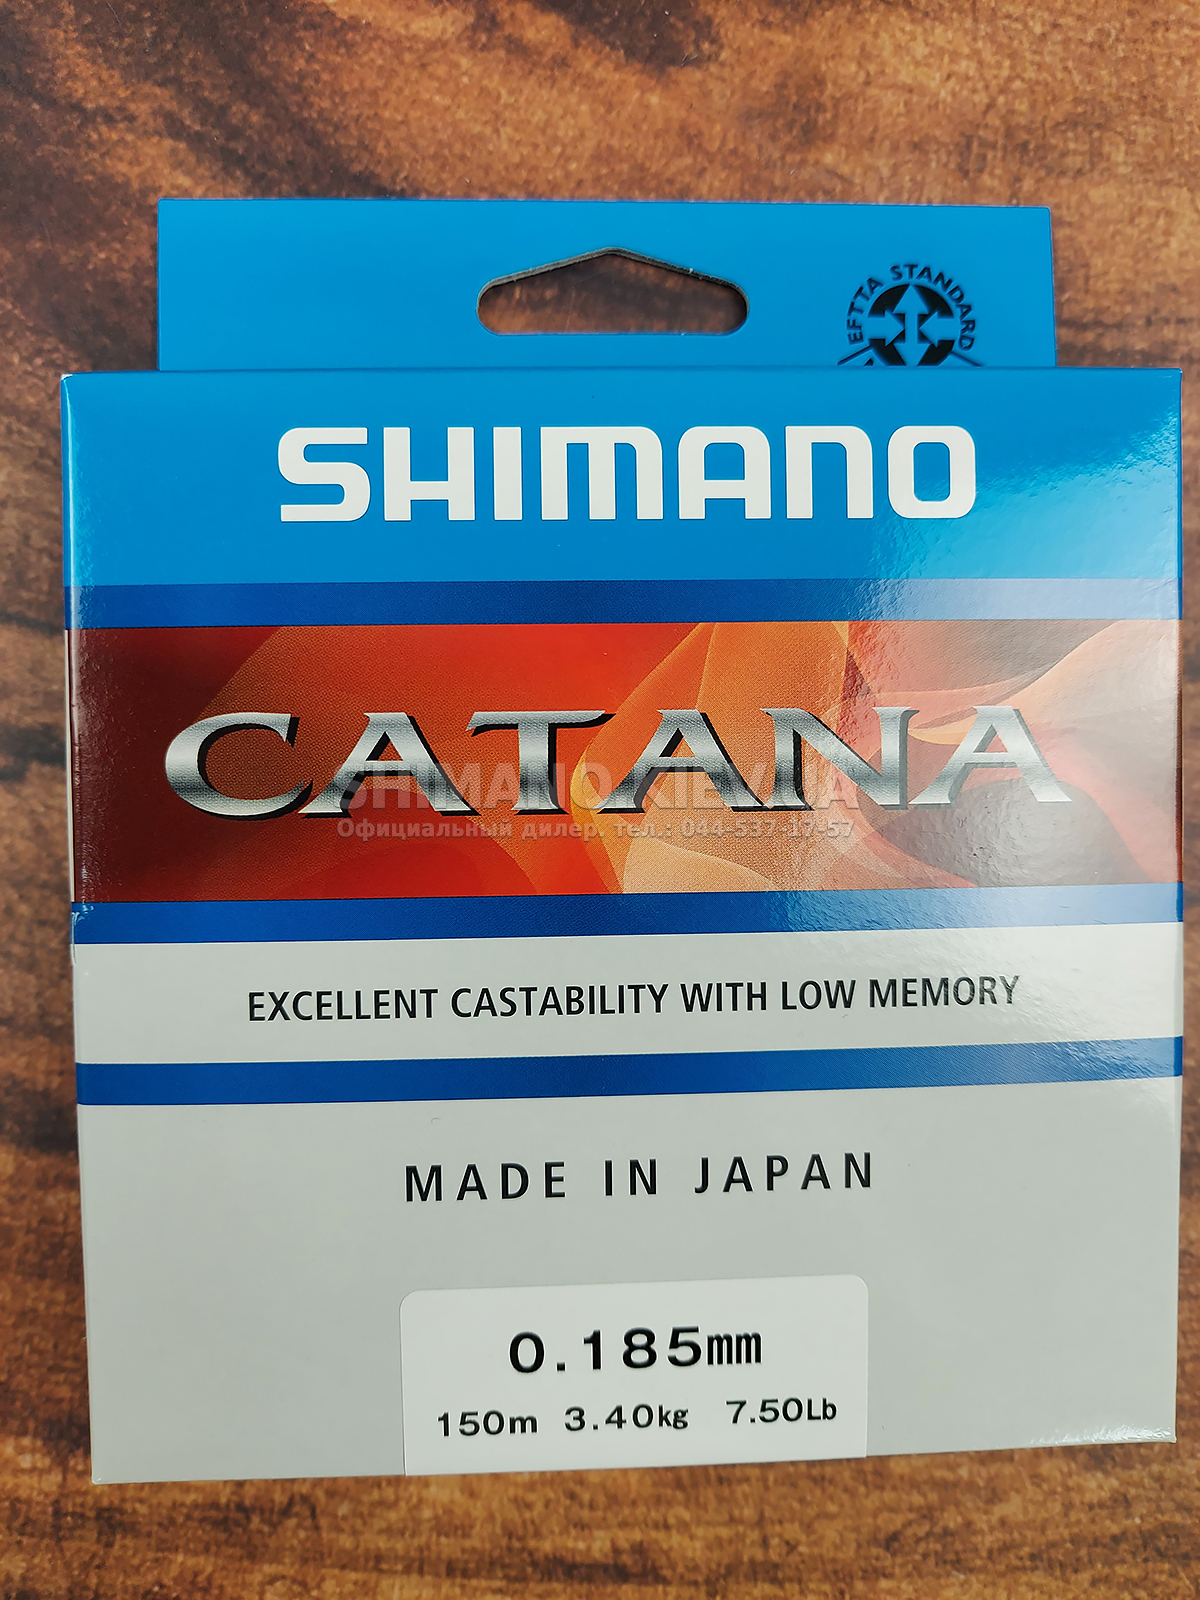 EFTTA STANDARD
SHIMANO
CATANA
SHIMANO.KIEV.UA
Официальный дилер. тел.: 044-537-17-57
EXCELLENT CASTABILITY WITH LOW MEMORY
MADE IN JAPAN
0.185mm
150m 3.40kg 7.50Lb